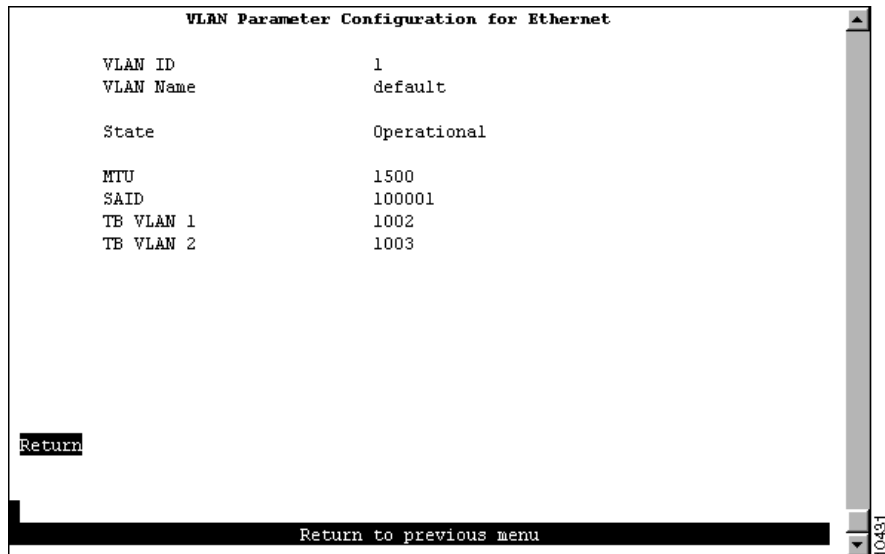 VLAN Parameter Configuration for Ethernet
VLAN ID 1
VLAN Name default
State Operational
MTU 1500
SAID 100001
TB VLAN 1 1002
TB VLAN 2 1003
Return
Return to previous menu
10431